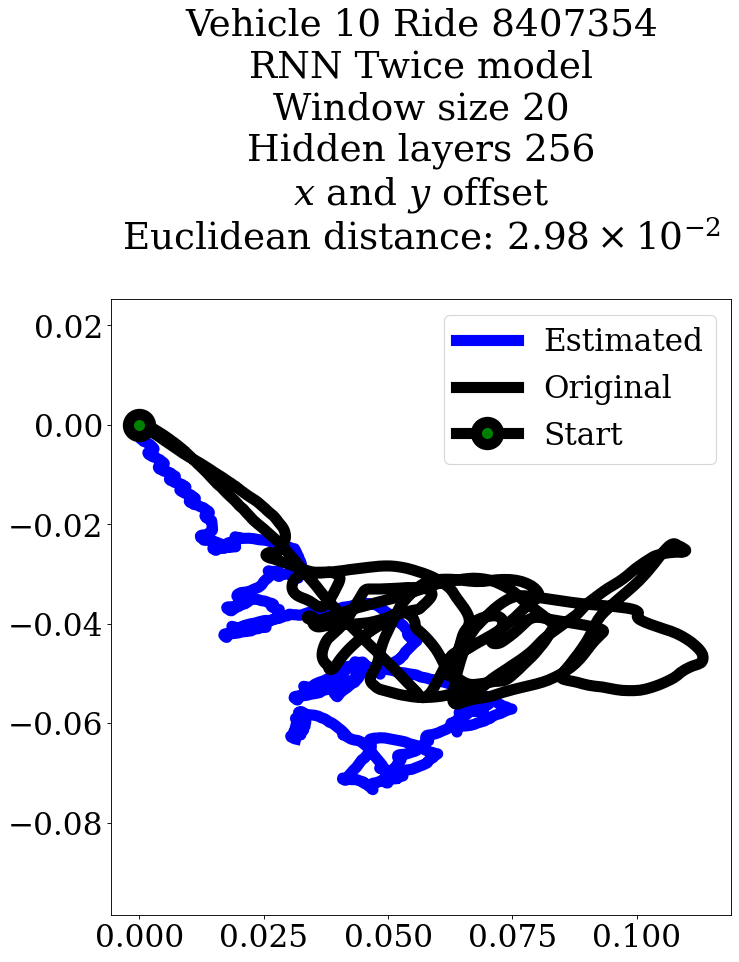 Vehicle 10 Ride 8407354
RNN Twice model
Window size 20
Hidden layers 256
x and y offset
Euclidean distance: 2.98 × 10⁻²
Estimated
Original
Start
0.02
0.00
−0.02
−0.04
−0.06
−0.08
0.000 0.025 0.050 0.075 0.100